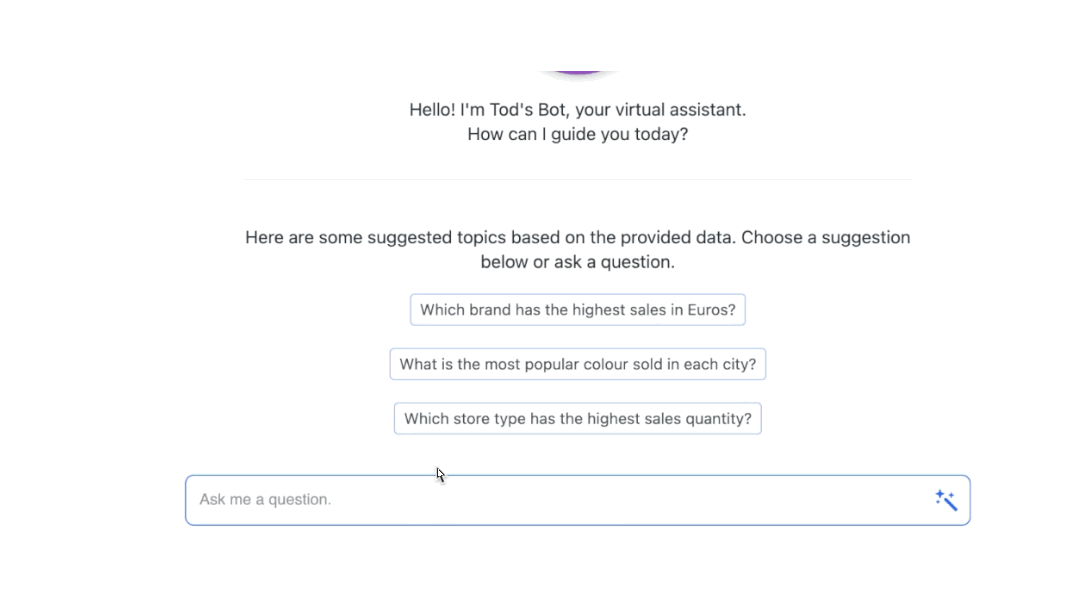 Hello! I'm Tod's Bot, your virtual assistant.
How can I guide you today?
Here are some suggested topics based on the provided data. Choose a suggestion
below or ask a question.
Which brand has the highest sales in Euros?
What is the most popular colour sold in each city?
Which store type has the highest sales quantity?
Ask me a question.